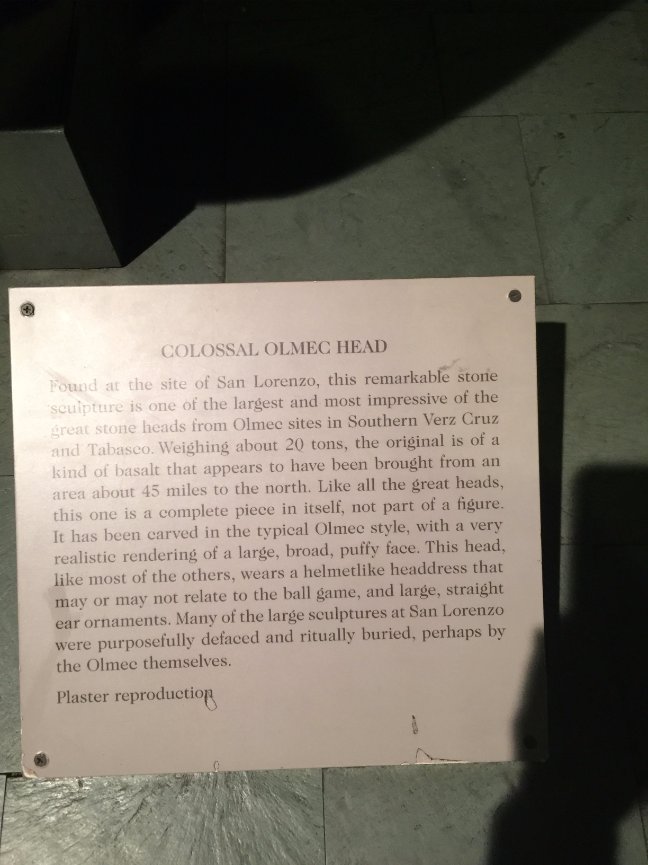 COLOSSAL OLMEC HEAD
Found at the site of San Lorenzo, this remarkable stone
sculpture is one of the largest and most impressive of the
great stone heads from Olmec sites in Southern Verz Cruz
and Tabasco. Weighing about 20 tons, the original is of a
kind of basalt that appears to have been brought from an
area about 45 miles to the north. Like all the great heads,
this one is a complete piece in itself, not part of a figure.
It has been carved in the typical Olmec style, with a very
realistic rendering of a large, broad, puffy face. This head,
like most of the others, wears a helmetlike headdress that
may or may not relate to the ball game, and large, straight
ear ornaments. Many of the large sculptures at San Lorenzo
were purposefully defaced and ritually buried, perhaps by
the Olmec themselves.
Plaster reproduction